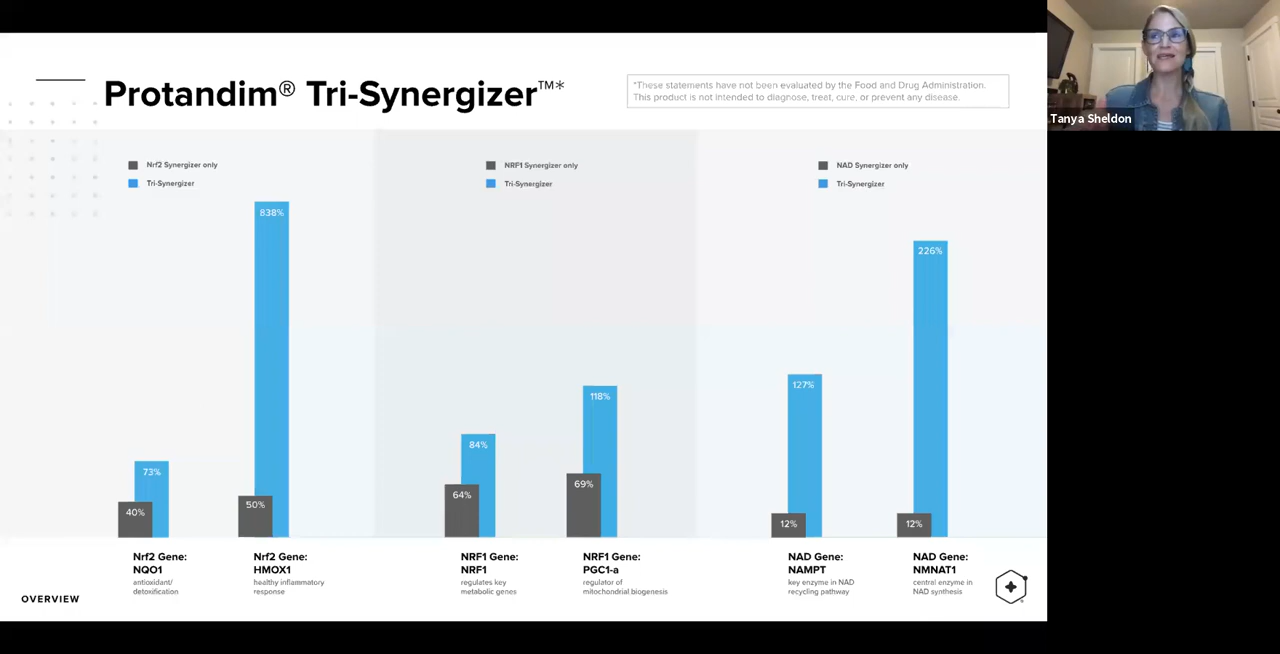 Protandim® Tri-Synergizer™*
*These statements have not been evaluated by the Food and Drug Administration.
This product is not intended to diagnose, treat, cure, or prevent any disease.
Tanya Sheldon
Nrf2 Synergizer only
Tri-Synergizer
NRF1 Synergizer only
Tri-Synergizer
NAD Synergizer only
Tri-Synergizer
40%
73%
50%
838%
64%
84%
69%
118%
12%
127%
12%
226%
Nrf2 Gene:
NQO1
antioxidant/
detoxification
Nrf2 Gene:
HMOX1
healthy inflammatory
response
NRF1 Gene:
NRF1
regulates key
metabolic genes
NRF1 Gene:
PGC1-a
regulator of
mitochondrial biogenesis
NAD Gene:
NAMPT
key enzyme in NAD
recycling pathway
NAD Gene:
NMNAT1
central enzyme in
NAD synthesis
OVERVIEW